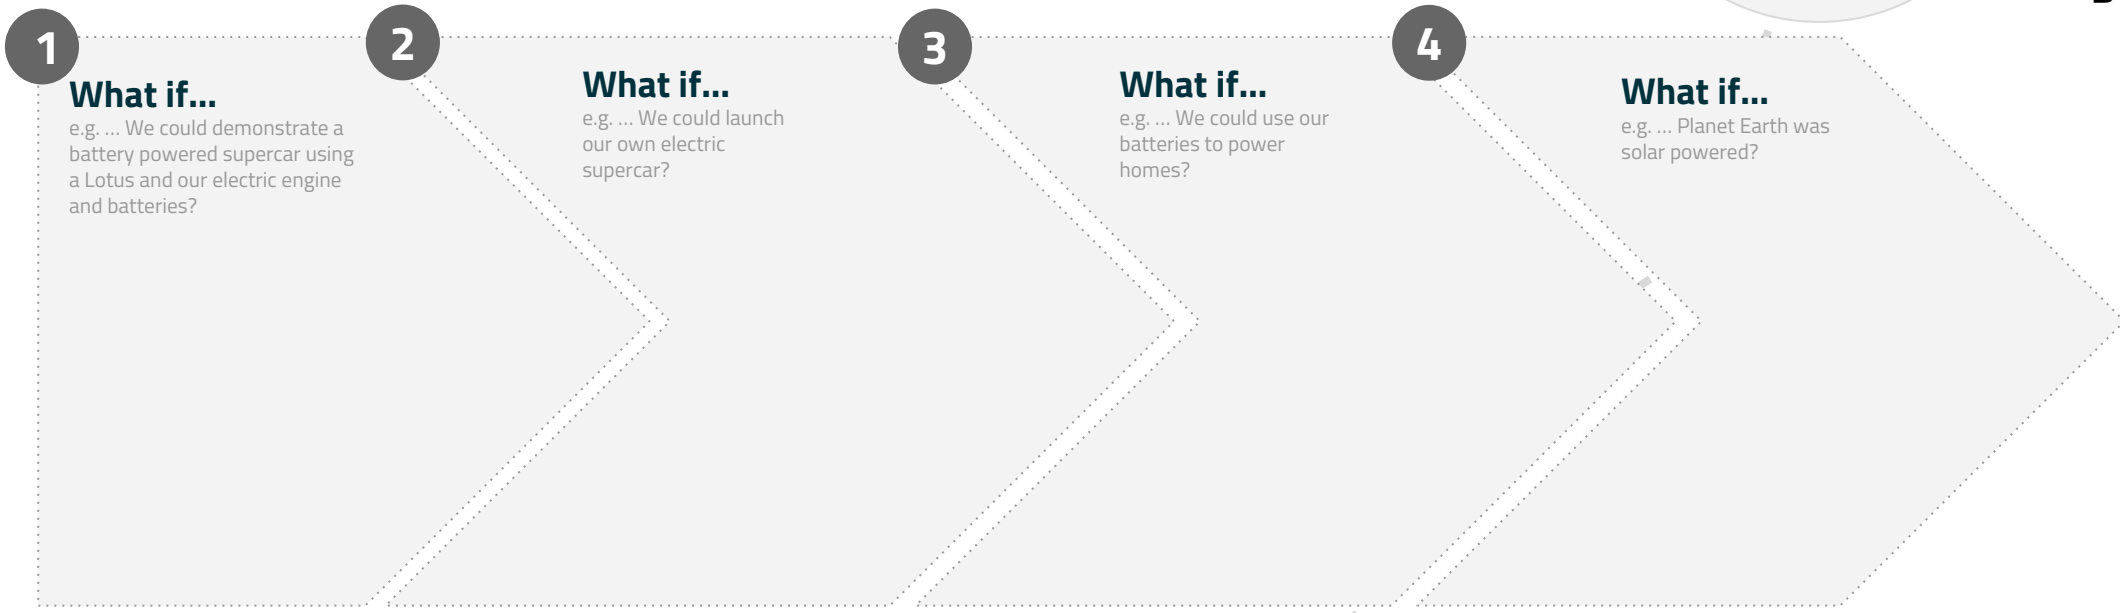 1
What if...
e.g. ... We could demonstrate a
battery powered supercar using
a Lotus and our electric engine
and batteries?
2
What if...
e.g. ... We could launch
our own electric
supercar?
3
What if...
e.g. ... We could use our
batteries to power
homes?
4
What if...
e.g. ... Planet Earth was
solar powered?